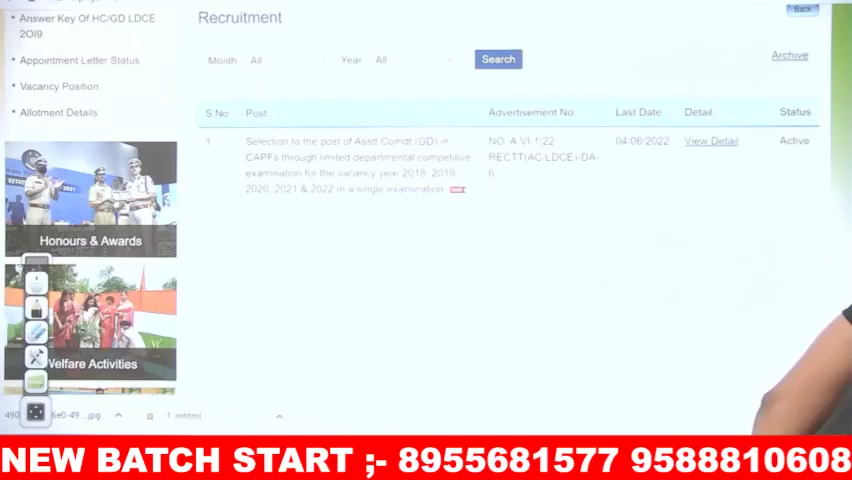 Answer Key Of HC/GD LDCE
2019
Appointment Letter Status
Vacancy Position
Allotment Details
Honours & Awards
Welfare Activities
Recruitment
Back
Month All Year All Search
Archive
S No Post Advertisement No Last Date Detail Status
1 Selection to the post of Asstt Comdt (GD) in NO. A.VI-1/22- 04/06/2022 View Detail Active
CAPFs through limited departmental competitive RECTT(AC/LDCE)-DA-
examination for the vacancy year 2018, 2019, 6
2020, 2021 & 2022 in a single examination.
1 mhtml
NEW BATCH START ;- 8955681577 9588810608